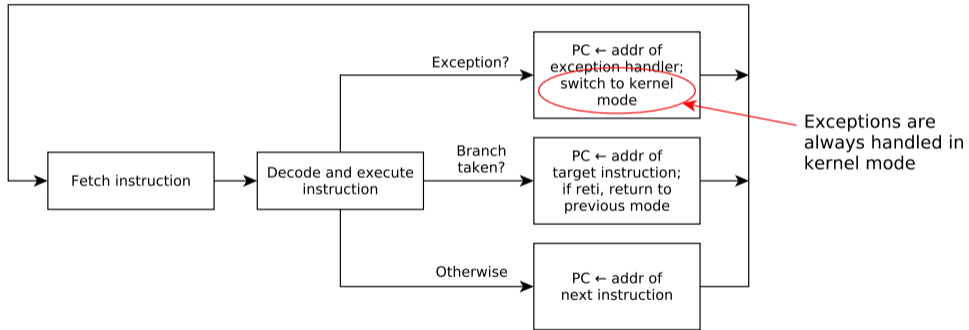 Fetch instruction
Decode and execute
instruction
Exception?
PC ← addr of
exception handler;
switch to kernel
mode
Branch
taken?
PC ← addr of
target instruction;
if reti, return to
previous mode
Otherwise
PC ← addr of
next instruction
Exceptions are
always handled in
kernel mode